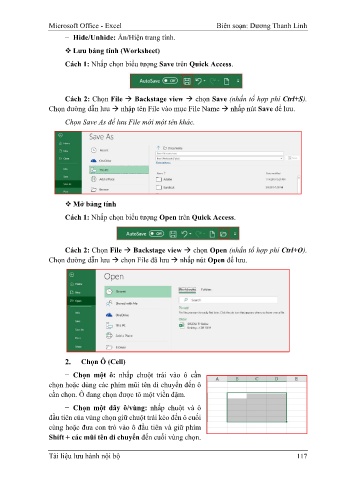 Microsoft Office - Excel Biên soạn: Dương Thanh Linh
− Hide/Unhide: Ẩn/Hiện trang tính.
❖ Lưu bảng tính (Worksheet)
Cách 1: Nhấp chọn biểu tượng Save trên Quick Access.
AutoSave Off
Cách 2: Chọn File → Backstage view → chọn Save (nhấn tổ hợp phí Ctrl+S).
Chọn đường dẫn lưu → nhập tên File vào mục File Name → nhấp nút Save để lưu.
Chọn Save As để lưu File mới một tên khác.
Save As
❖ Mở bảng tính
Cách 1: Nhấp chọn biểu tượng Open trên Quick Access.
AutoSave Off
Cách 2: Chọn File → Backstage view → chọn Open (nhấn tổ hợp phí Ctrl+O).
Chọn đường dẫn lưu → chọn File đã lưu → nhấp nút Open để lưu.
Open
Workbooks Folders
Search
2. Chọn Ô (Cell)
− Chọn một ô: nhấp chuột trái vào ô cần
chọn hoặc dùng các phím mũi tên di chuyển đến ô
cần chọn. Ô đang chọn được tô một viền đậm.
A B C D E
− Chọn một dãy ô/vùng: nhấp chuột và ô
đầu tiên của vùng chọn giữ chuột trái kéo đến ô cuối
cùng hoặc đưa con trỏ vào ô đầu tiên và giữ phím
Shift + các mũi tên di chuyển đến cuối vùng chọn.
Tài liệu lưu hành nội bộ 117